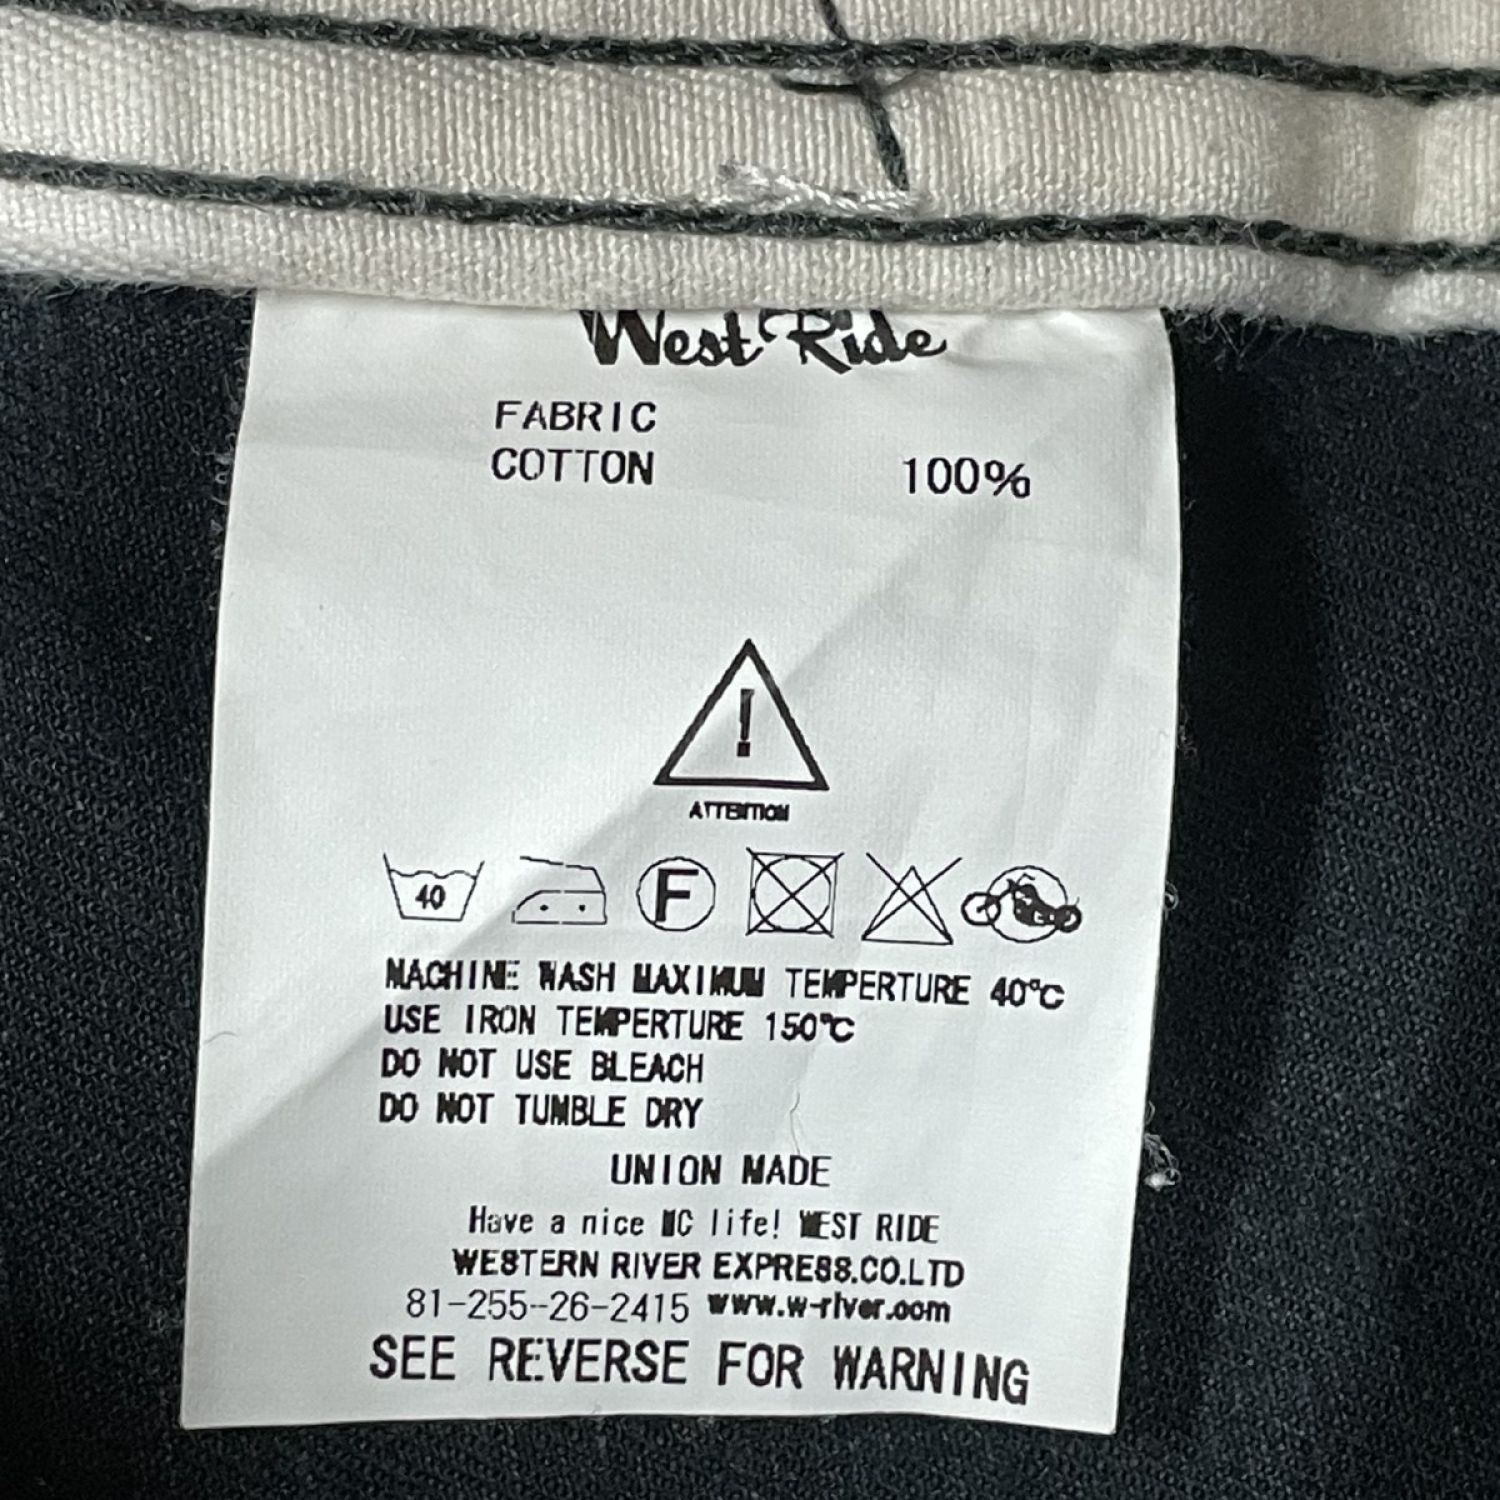 West Ride
FABRIC
COTTON 100%
!
ATTENTION
40 F
MACHINE WASH MAXIMUM TEMPERTURE 40℃
USE IRON TEMPERTURE 150℃
DO NOT USE BLEACH
DO NOT TUMBLE DRY
UNION MADE
Have a nice MC life! WEST RIDE
WESTERN RIVER EXPRESS.CO.LTD
81-255-26-2415 www.w-river.com
SEE REVERSE FOR WARNING